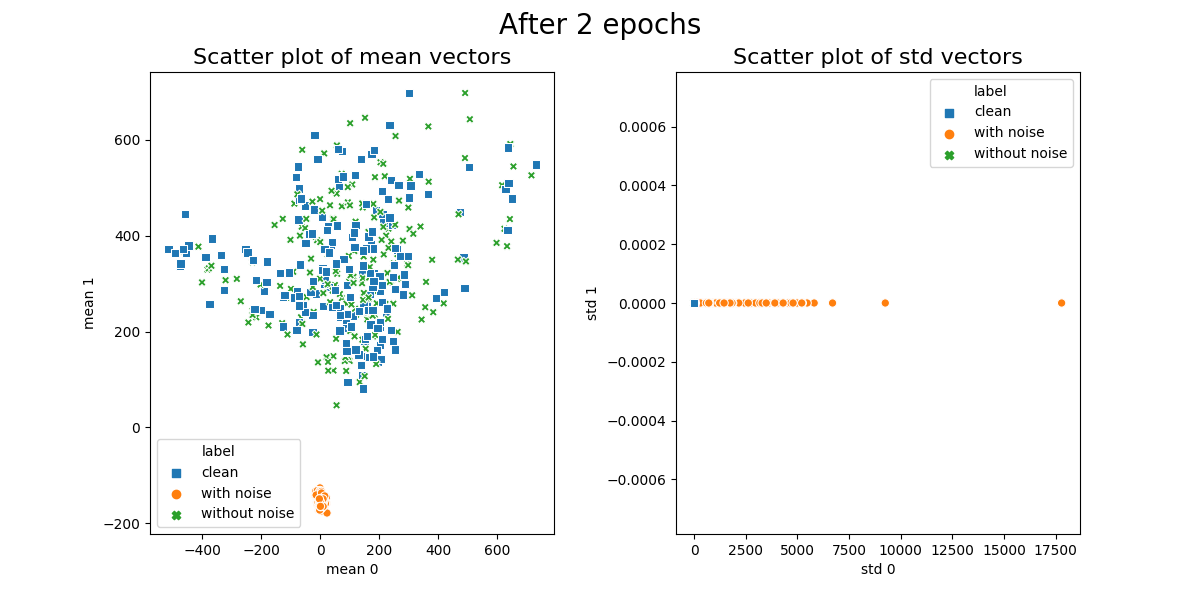 After 2 epochs
Scatter plot of mean vectors
600
400
200
0
−200
mean 1
label
clean
with noise
without noise
−400
−200
0
200
400
600
mean 0
Scatter plot of std vectors
0.0006
0.0004
0.0002
0.0000
−0.0002
−0.0004
−0.0006
std 1
label
clean
with noise
without noise
0
2500
5000
7500
10000
12500
15000
17500
std 0